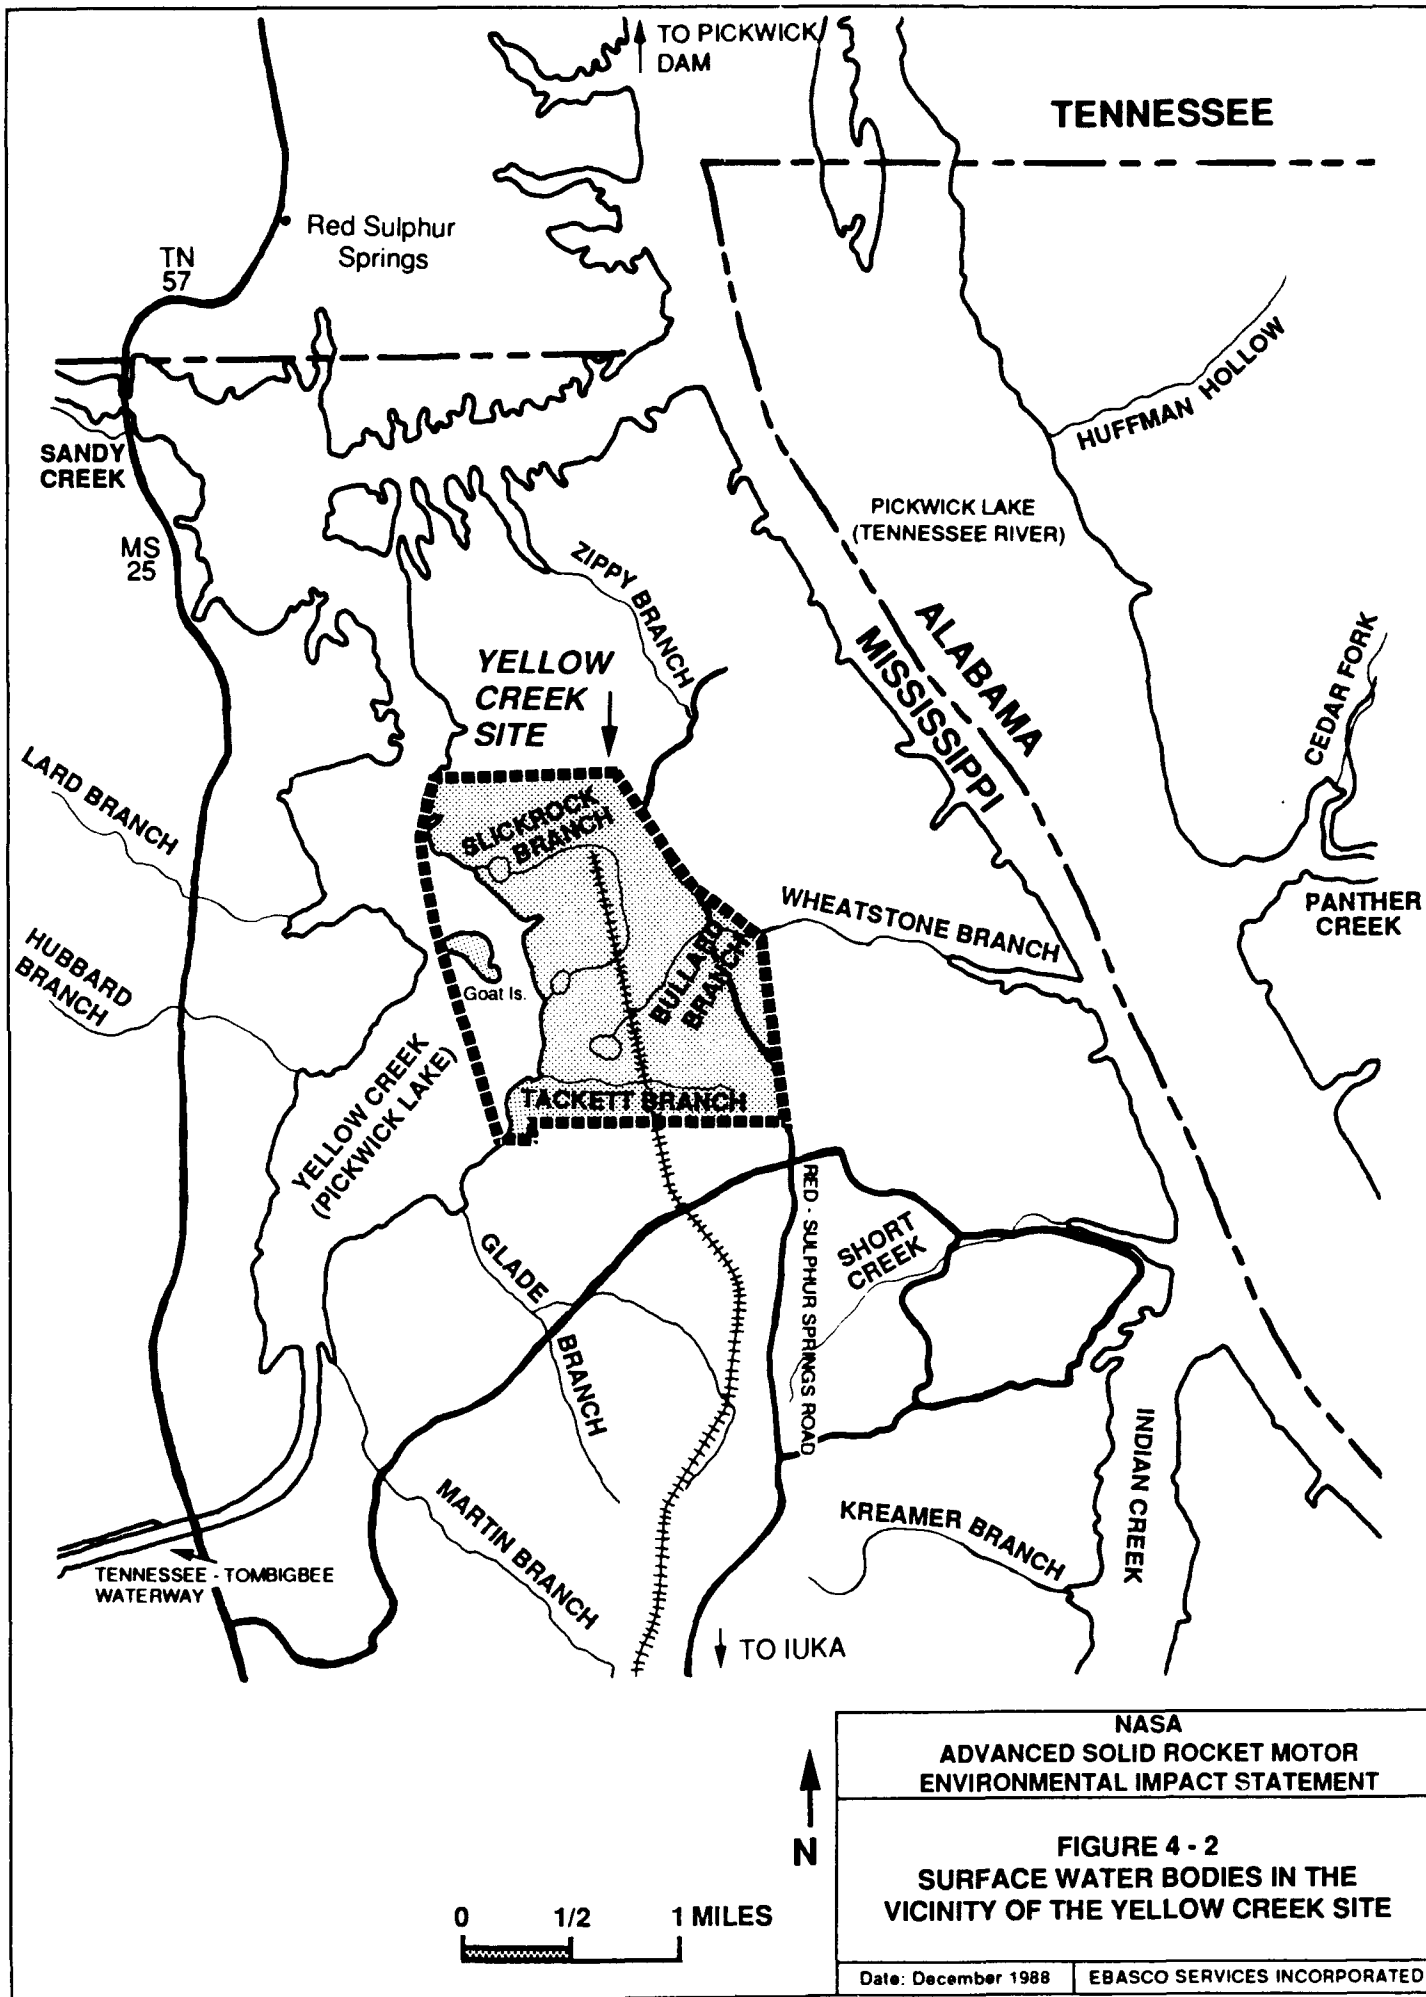 TO PICKWICK
DAM
TENNESSEE
Red Sulphur
Springs
TN
57
HUFFMAN HOLLOW
SANDY
CREEK
MS
25
PICKWICK LAKE
(TENNESSEE RIVER)
ZIPPY BRANCH
ALABAMA
MISSISSIPPI
CEDAR FORK
YELLOW
CREEK
SITE
LARD BRANCH
SLICKROCK
BRANCH
PANTHER
CREEK
WHEATSTONE BRANCH
HUBBARD
BRANCH
BULLARD
BRANCH
Goat Is.
YELLOW CREEK
(PICKWICK LAKE)
TACKETT BRANCH
RED - SULPHUR SPRINGS ROAD
SHORT
CREEK
GLADE
BRANCH
INDIAN CREEK
MARTIN BRANCH
KREAMER BRANCH
TENNESSEE - TOMBIGBEE
WATERWAY
TO IUKA
N
0 1/2 1 MILES
NASA
ADVANCED SOLID ROCKET MOTOR
ENVIRONMENTAL IMPACT STATEMENT
FIGURE 4 - 2
SURFACE WATER BODIES IN THE
VICINITY OF THE YELLOW CREEK SITE
Date: December 1988
EBASCO SERVICES INCORPORATED